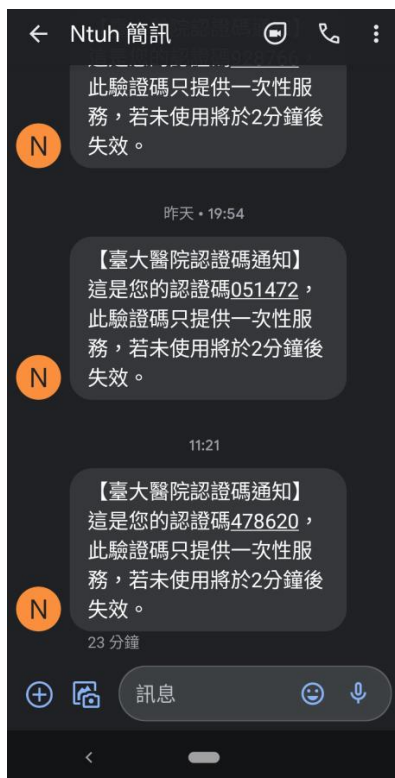 Ntuh 簡訊
此驗證碼只提供一次性服
務，若未使用將於2分鐘後
失效。
N
昨天 • 19:54
【臺大醫院認證碼通知】
這是您的認證碼051472，
此驗證碼只提供一次性服
務，若未使用將於2分鐘後
失效。
N
11:21
【臺大醫院認證碼通知】
這是您的認證碼478620，
此驗證碼只提供一次性服
務，若未使用將於2分鐘後
失效。
N
23 分鐘
訊息